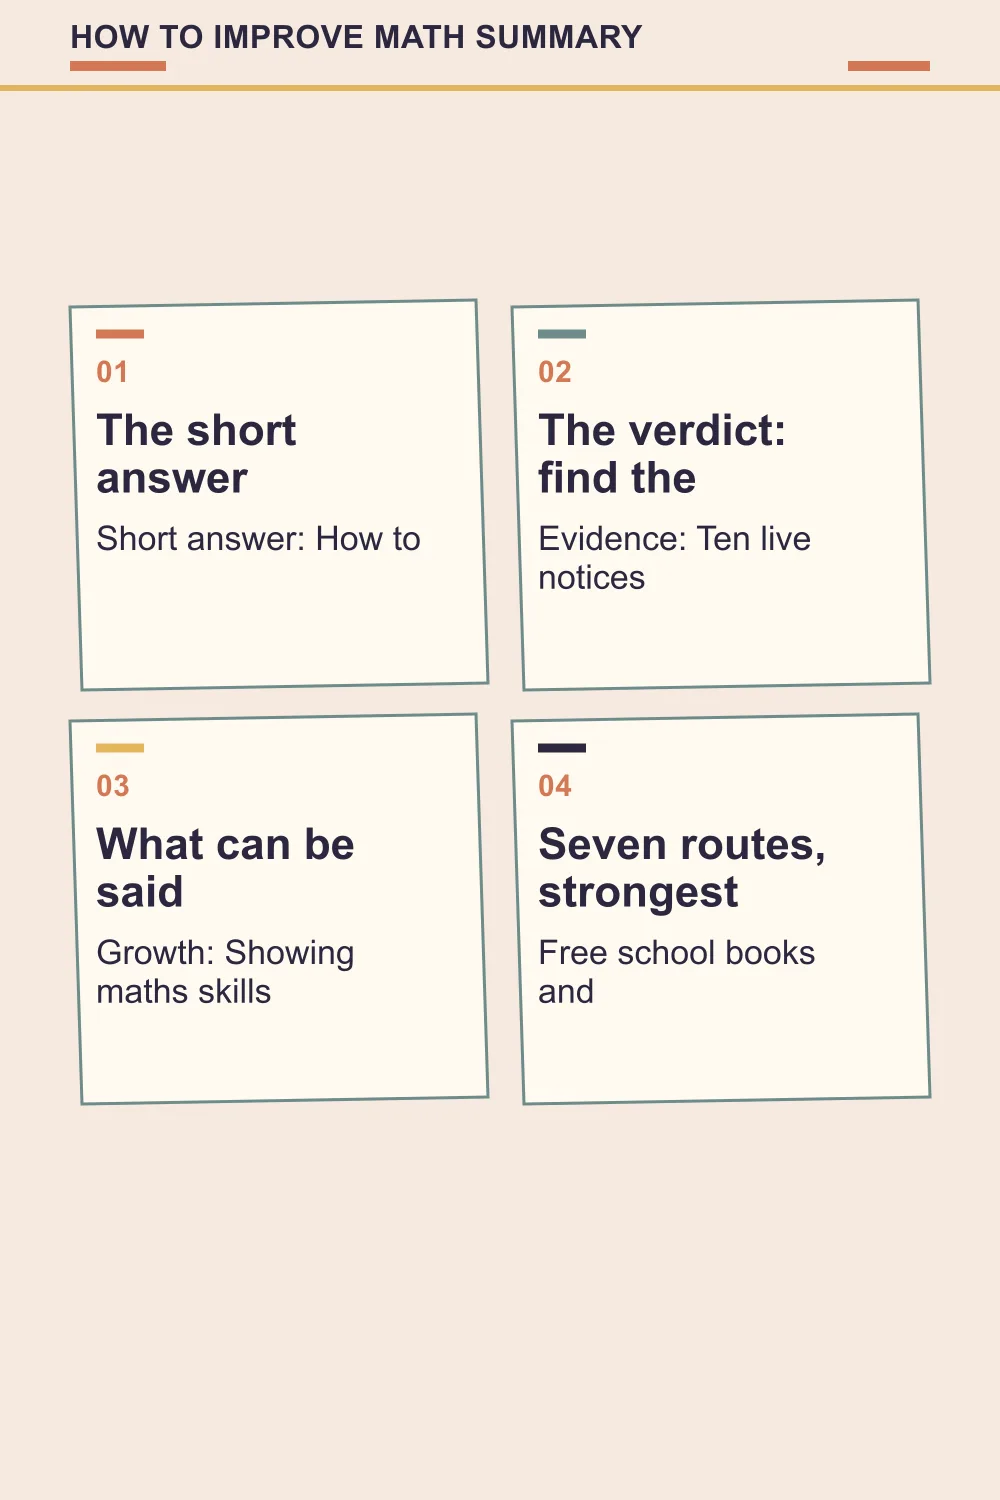 HOW TO IMPROVE MATH SUMMARY
01
The short
answer
Short answer: How to
02
The verdict:
find the
Evidence: Ten live
notices
03
What can be
said
Growth: Showing
maths skills
04
Seven routes,
strongest
Free school books
and